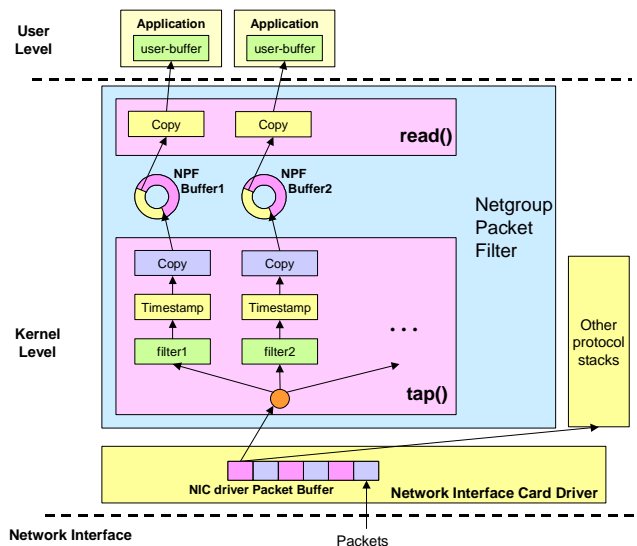 User
Level
Application
user-buffer
Application
user-buffer
Copy
Copy
read()
NPF
Buffer1
NPF
Buffer2
Netgroup
Packet
Filter
Copy
Copy
Timestamp
Timestamp
. . .
Kernel
Level
filter1
filter2
tap()
Other
protocol
stacks
NIC driver Packet Buffer
Network Interface Card Driver
Network Interface
Packets